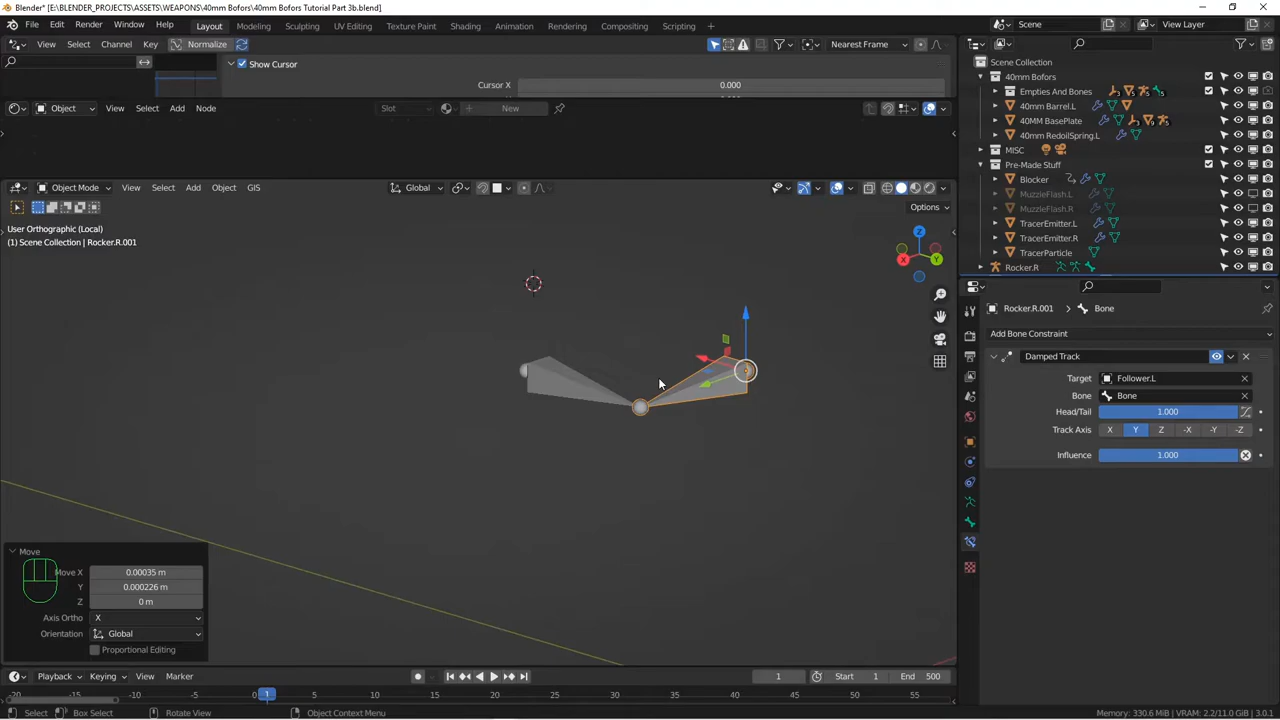 Blender* [E:\BLENDER_PROJECTS\ASSETS\WEAPONS\40mm Bofors\40mm Bofors Tutorial Part 3b.blend]
File Edit Render Window Help Layout Modeling Sculpting UV Editing Texture Paint Shading Animation Rendering Compositing Scripting Scene View Layer
View Select Channel Key Normalize Nearest Frame
Show Cursor
Cursor X 0.000
Object View Select Add Object Node Slot New
Object Mode View Select Add Object GIS Global
Options
User Orthographic (Local)
(1) Scene Collection | Rocker.R.001
Z
X
Y
Scene Collection
40mm Bofors
Empties And Bones
40mm Barrel.L
40MM BasePlate
40mm RedoilSpring.L
MISC
Pre-Made Stuff
Blocker
MuzzleFlash.L
MuzzleFlash.R
TracerEmitter.L
TracerEmitter.R
TracerParticle
Rocker.R
Rocker.R.001 > Bone
Add Bone Constraint
Damped Track
Target Follower.L
Bone Bone
Head/Tail 1.000
Track Axis X Y Z -X -Y -Z
Influence 1.000
Move
Move X 0.00035 m
Y 0.000226 m
Z 0 m
Axis Ortho X
Orientation Global
Proportional Editing
Playback Keying View Marker 1 Start 1 End 500
-20 -15 -10 -5 1 5 10 15 20 25 30 35 40 45 50 55
Select Box Select Rotate View Object Context Menu Memory: 330.6 MiB | VRAM: 2.2/11.0 GiB | 3.0.1